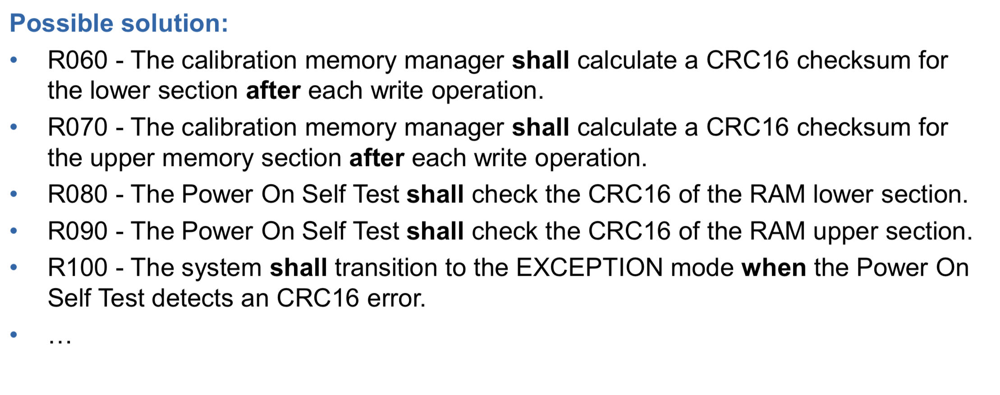 Possible solution:
• R060 - The calibration memory manager shall calculate a CRC16 checksum for
the lower section after each write operation.
• R070 - The calibration memory manager shall calculate a CRC16 checksum for
the upper memory section after each write operation.
• R080 - The Power On Self Test shall check the CRC16 of the RAM lower section.
• R090 - The Power On Self Test shall check the CRC16 of the RAM upper section.
• R100 - The system shall transition to the EXCEPTION mode when the Power On
Self Test detects an CRC16 error.
• …